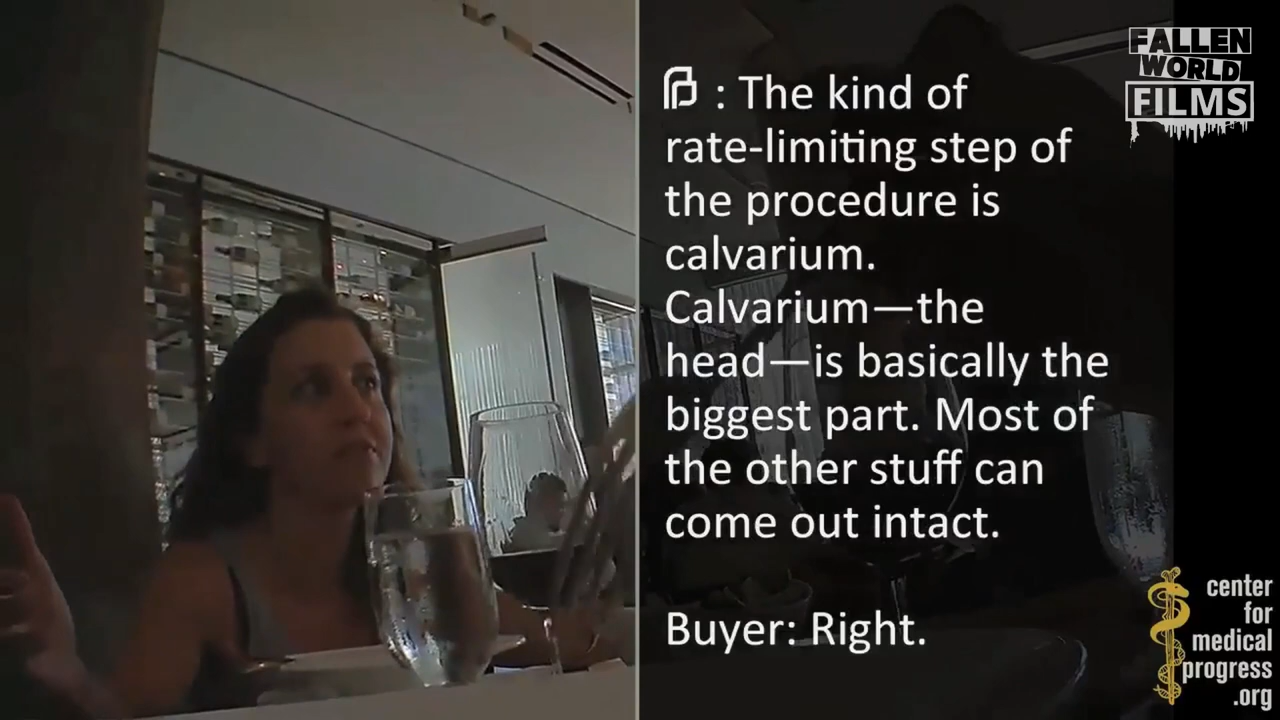 : The kind of
rate-limiting step of
the procedure is
calvarium.
Calvarium—the
head—is basically the
biggest part. Most of
the other stuff can
come out intact.
Buyer: Right.
FALLEN
WORLD
FILMS
center
for
medical
progress
.org